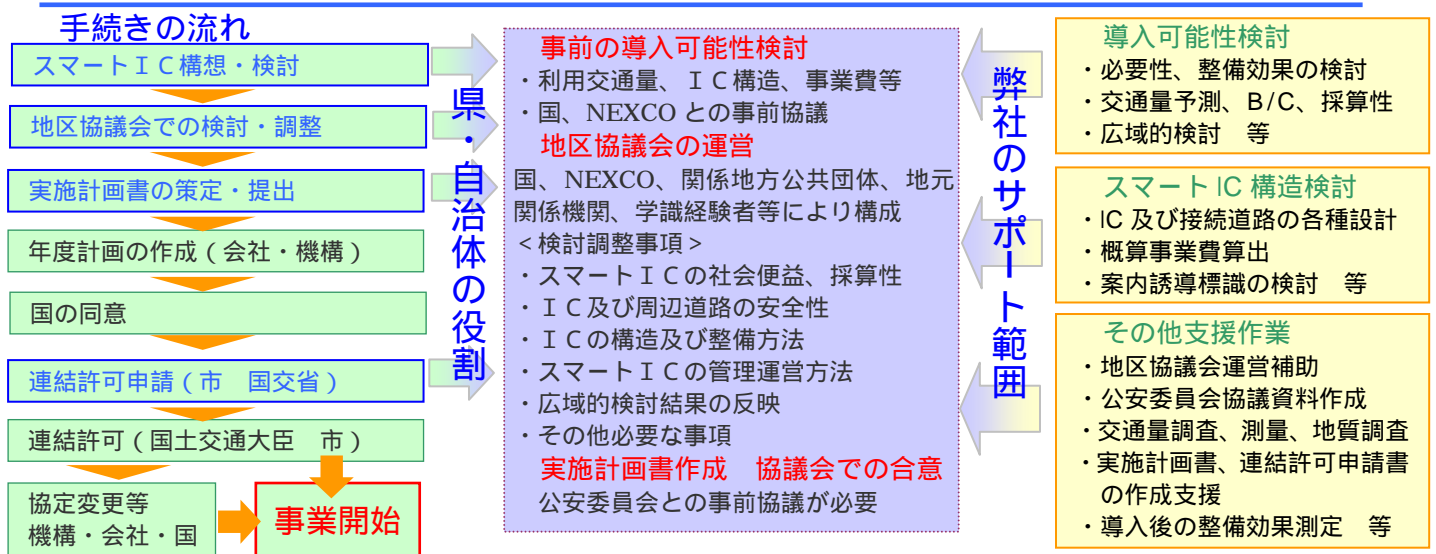 手続きの流れ
スマートＩＣ構想・検討
地区協議会での検討・調整
実施計画書の策定・提出
年度計画の作成（会社・機構）
国の同意
連結許可申請（市　国交省）
連結許可（国土交通大臣　市）
協定変更等
機構・会社・国
事業開始
県・自治体の役割
事前の導入可能性検討
・利用交通量、ＩＣ構造、事業費等
・国、NEXCO との事前協議
地区協議会の運営
国、NEXCO、関係地方公共団体、地元
関係機関、学識経験者等により構成
＜検討調整事項＞
・スマートＩＣの社会便益、採算性
・ＩＣ及び周辺道路の安全性
・ＩＣの構造及び整備方法
・スマートＩＣの管理運営方法
・広域的検討結果の反映
・その他必要な事項
実施計画書作成　協議会での合意
公安委員会との事前協議が必要
弊社のサポート範囲
導入可能性検討
・必要性、整備効果の検討
・交通量予測、B/C、採算性
・広域的検討　等
スマート IC 構造検討
・IC 及び接続道路の各種設計
・概算事業費算出
・案内誘導標識の検討　等
その他支援作業
・地区協議会運営補助
・公安委員会協議資料作成
・交通量調査、測量、地質調査
・実施計画書、連結許可申請書
の作成支援
・導入後の整備効果測定　等